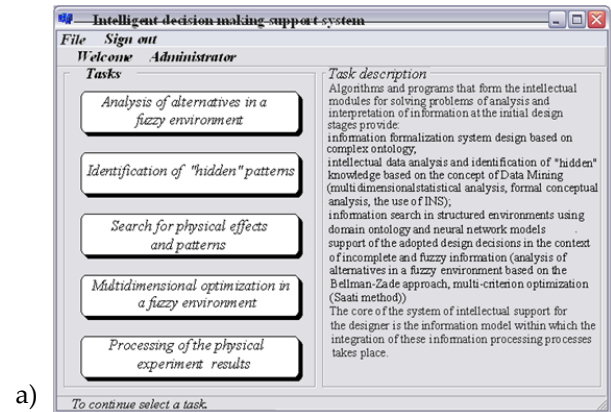 Intelligent decision making support system
File Sign out
Welcome Administrator
Tasks
Analysis of alternatives in a
fuzzy environment
Identification of "hidden" patterns
Search for physical effects
and patterns
Multidimensional optimization in
a fuzzy environment
Processing of the physical
experiment results
Task description
Algorithms and programs that form the intellectual
modules for solving problems of analysis and
interpretation of information at the initial design
stages provide:
information formalization system design based on
complex ontology;
intellectual data analysis and identification of "hidden"
knowledge based on the concept of Data Mining
(multidimensionalstatistical analysis, formal conceptual
analysis, the use of INS);
information search in structured environments using
domain ontology and neural network models
support of the adopted design decisions in the context
of incomplete and fuzzy information (analysis of
alternatives in a fuzzy environment based on the
Bellman-Zade approach, multi-criterion optimization
(Saati method))
The core of the system of intellectual support for
the designer is the information model within which the
integration of these information processing processes
takes place.
a)
To continue select a task.